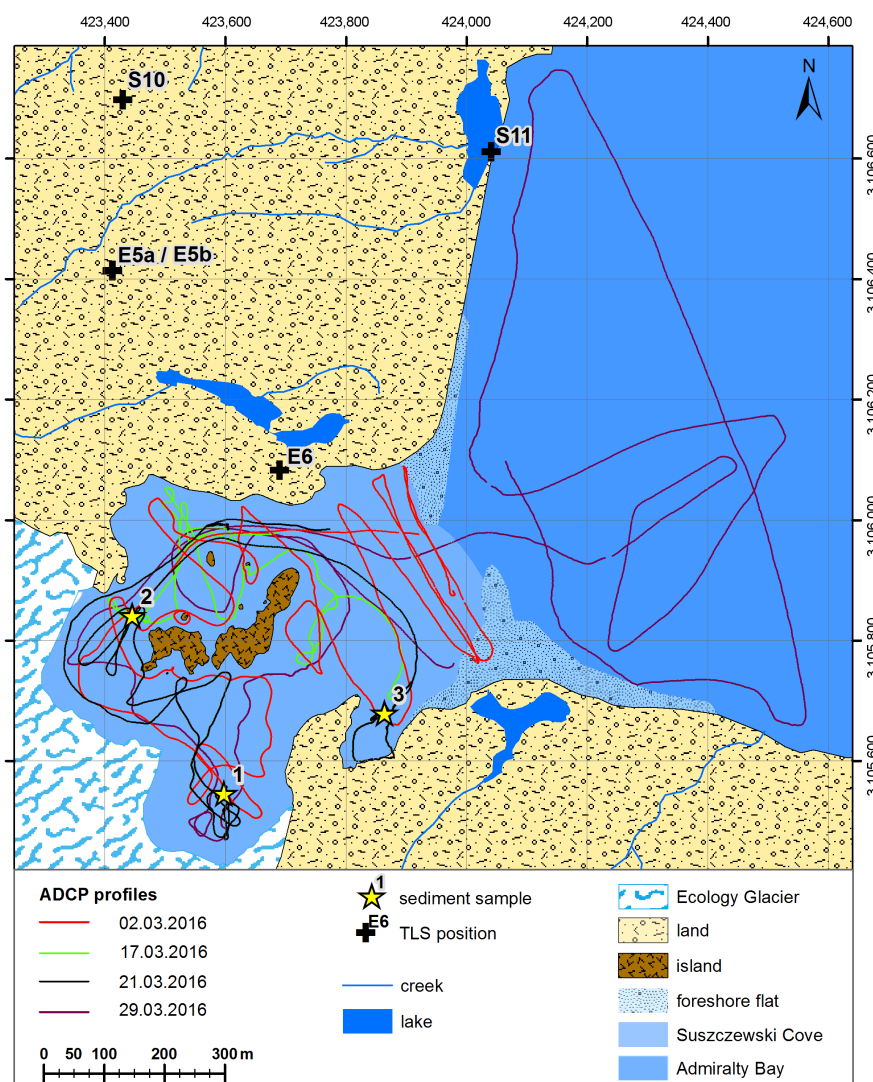 423,400 423,600 423,800 424,000 424,200 424,400 424,600
N
S10
S11
3,106,600
E5a / E5b
3,106,400
3,106,200
E6
3,106,000
2
3,105,800
3
3,105,600
1
ADCP profiles
02.03.2016
17.03.2016
21.03.2016
29.03.2016
0 50 100 200 300 m
1
sediment sample
E6
TLS position
creek
lake
Ecology Glacier
land
island
foreshore flat
Suszczewski Cove
Admiralty Bay